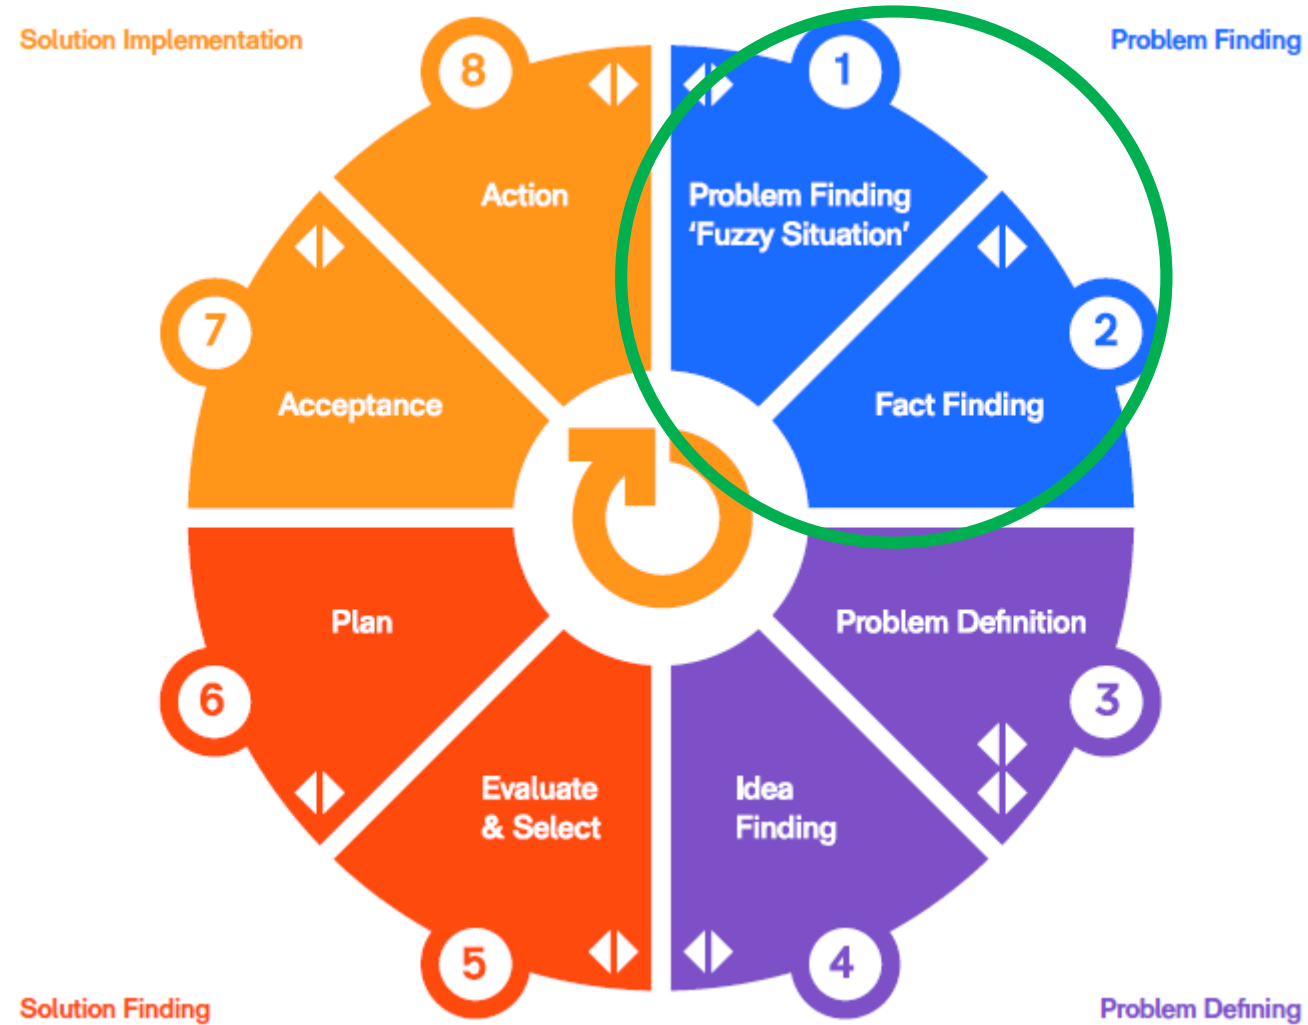 Solution Implementation
Problem Finding
8
1
Action
Problem Finding
‘Fuzzy Situation’
7
2
Acceptance
Fact Finding
Plan
Problem Definition
6
3
Evaluate
& Select
Idea
Finding
5
4
Solution Finding
Problem Defining